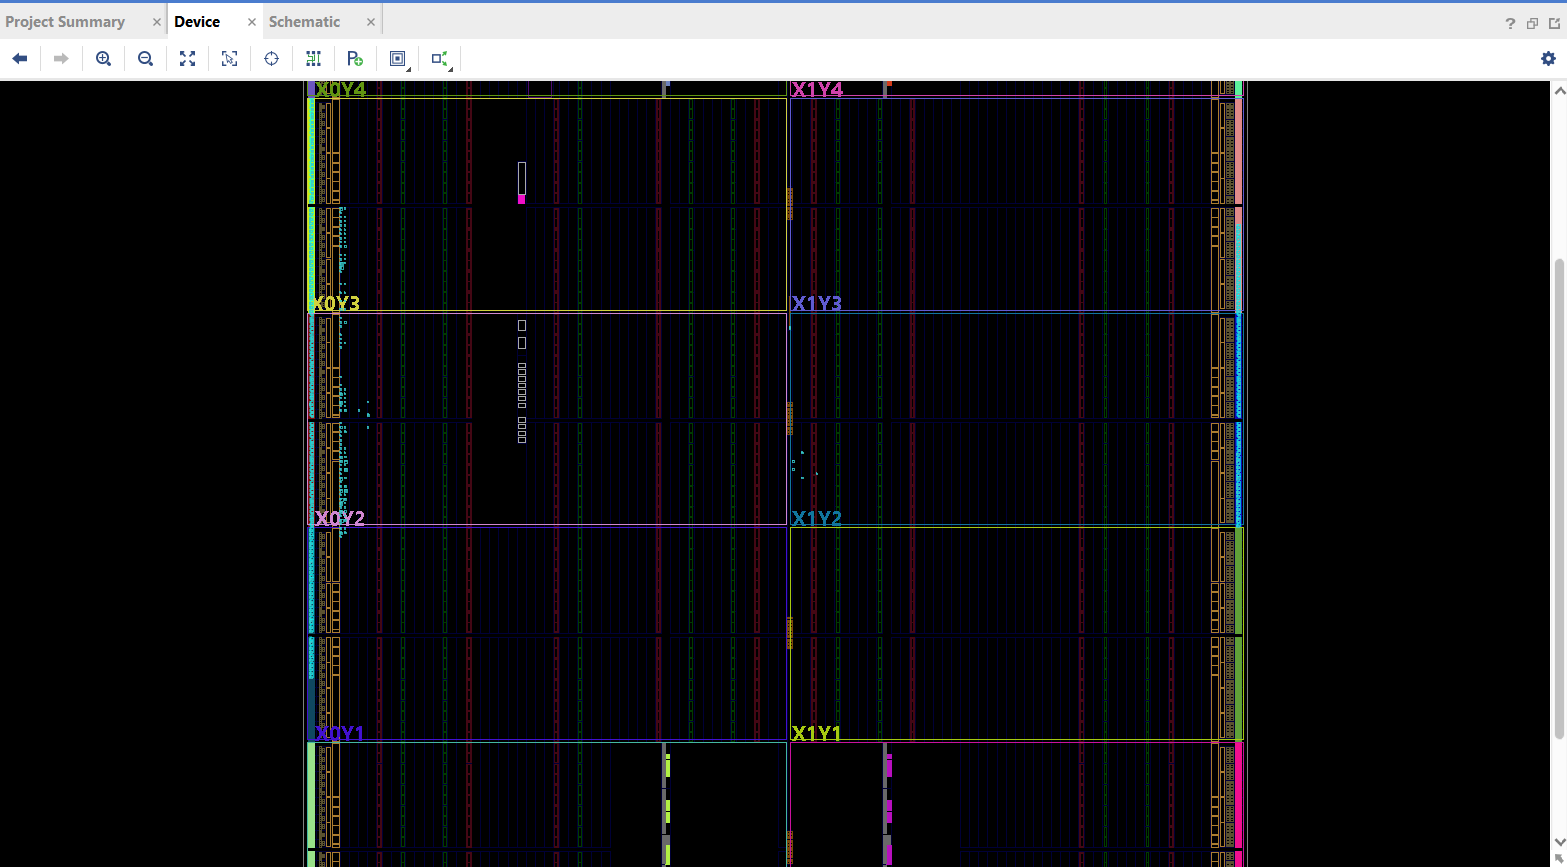 Project Summary
Device
Schematic
?
X0Y4
X1Y4
X0Y3
X1Y3
X0Y2
X1Y2
X0Y1
X1Y1